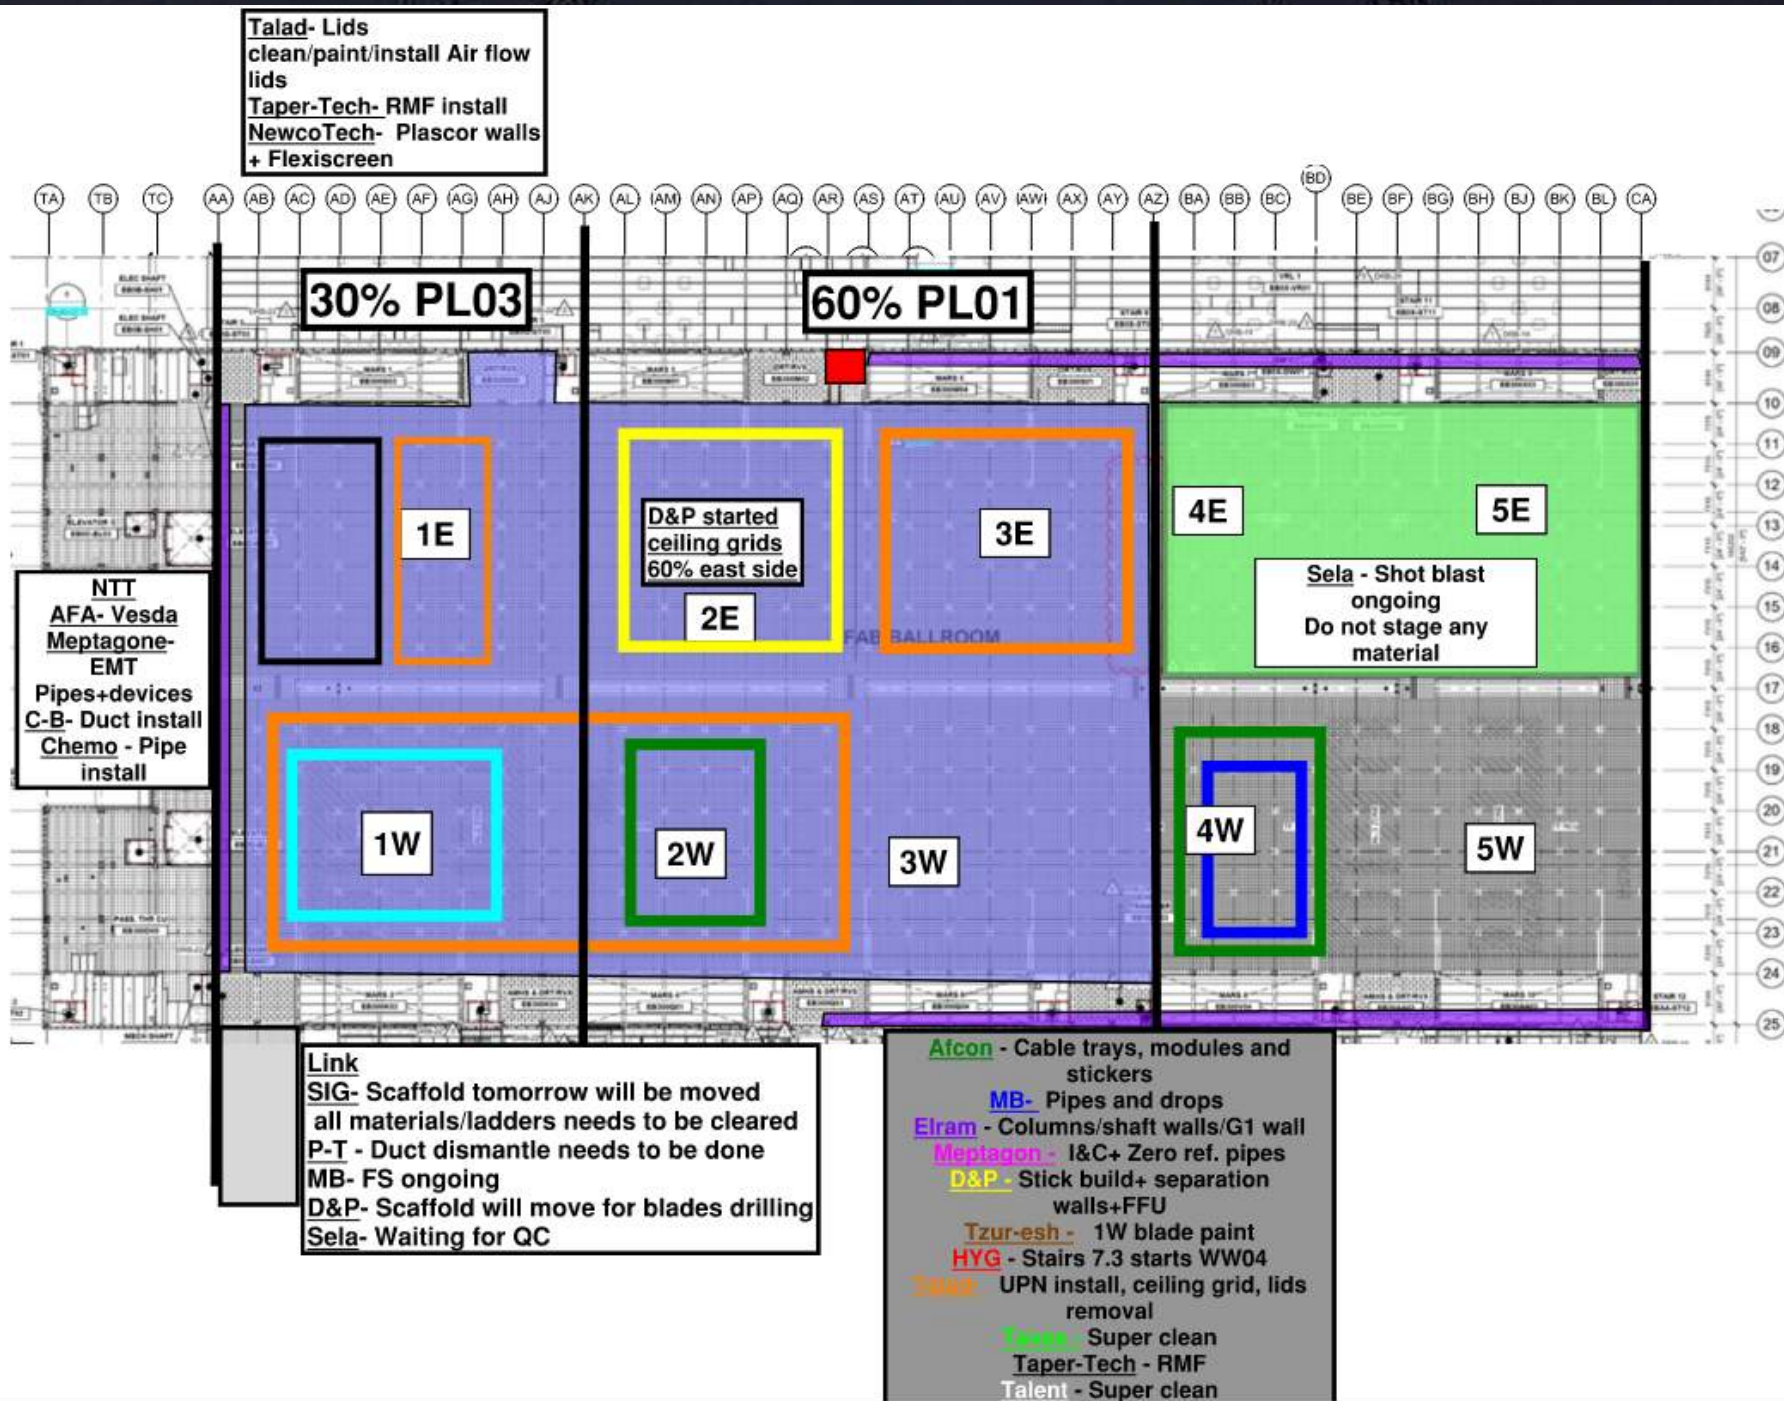 Talad- Lids
clean/paint/install Air flow
lids
Taper-Tech- RMF install
NewcoTech- Plascor walls
+ Flexiscreen
TA TB TC AA AB AC AD AE AF AG AH AJ AK AL AM AN AP AQ AR AS AT AU AV AW AX AY AZ BA BB BC BD BE BF BG BH BJ BK BL CA
07
08
09
10
11
12
13
14
15
16
17
18
19
20
21
22
23
24
25
30% PL03
60% PL01
ELEC SHAFT
ELEC SHAFT
STAIR 11
1E
D&P started
ceiling grids
60% east side
2E
3E
4E
5E
FAB BALLROOM
Sela - Shot blast
ongoing
Do not stage any
material
NTT
AFA- Vesda
Meptagone-
EMT
Pipes+devices
C-B- Duct install
Chemo - Pipe
install
1W
2W
3W
4W
5W
STAIR 12
MECH SHAFT
Link
SIG- Scaffold tomorrow will be moved
all materials/ladders needs to be cleared
P-T - Duct dismantle needs to be done
MB- FS ongoing
D&P- Scaffold will move for blades drilling
Sela- Waiting for QC
Afcon - Cable trays, modules and
stickers
MB- Pipes and drops
Elram - Columns/shaft walls/G1 wall
Meptagon - I&C+ Zero ref. pipes
D&P - Stick build+ separation
walls+FFU
Tzur-esh - 1W blade paint
HYG - Stairs 7.3 starts WW04
UPN install, ceiling grid, lids
removal
Super clean
Taper-Tech - RMF
Talent - Super clean